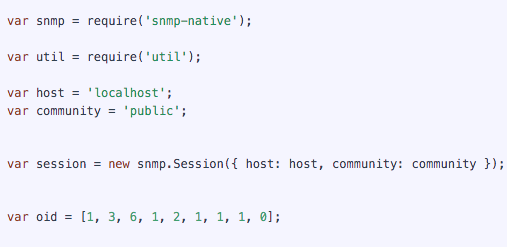 var snmp = require('snmp-native');
var util = require('util');
var host = 'localhost';
var community = 'public';
var session = new snmp.Session({ host: host, community: community });
var oid = [1, 3, 6, 1, 2, 1, 1, 1, 0];